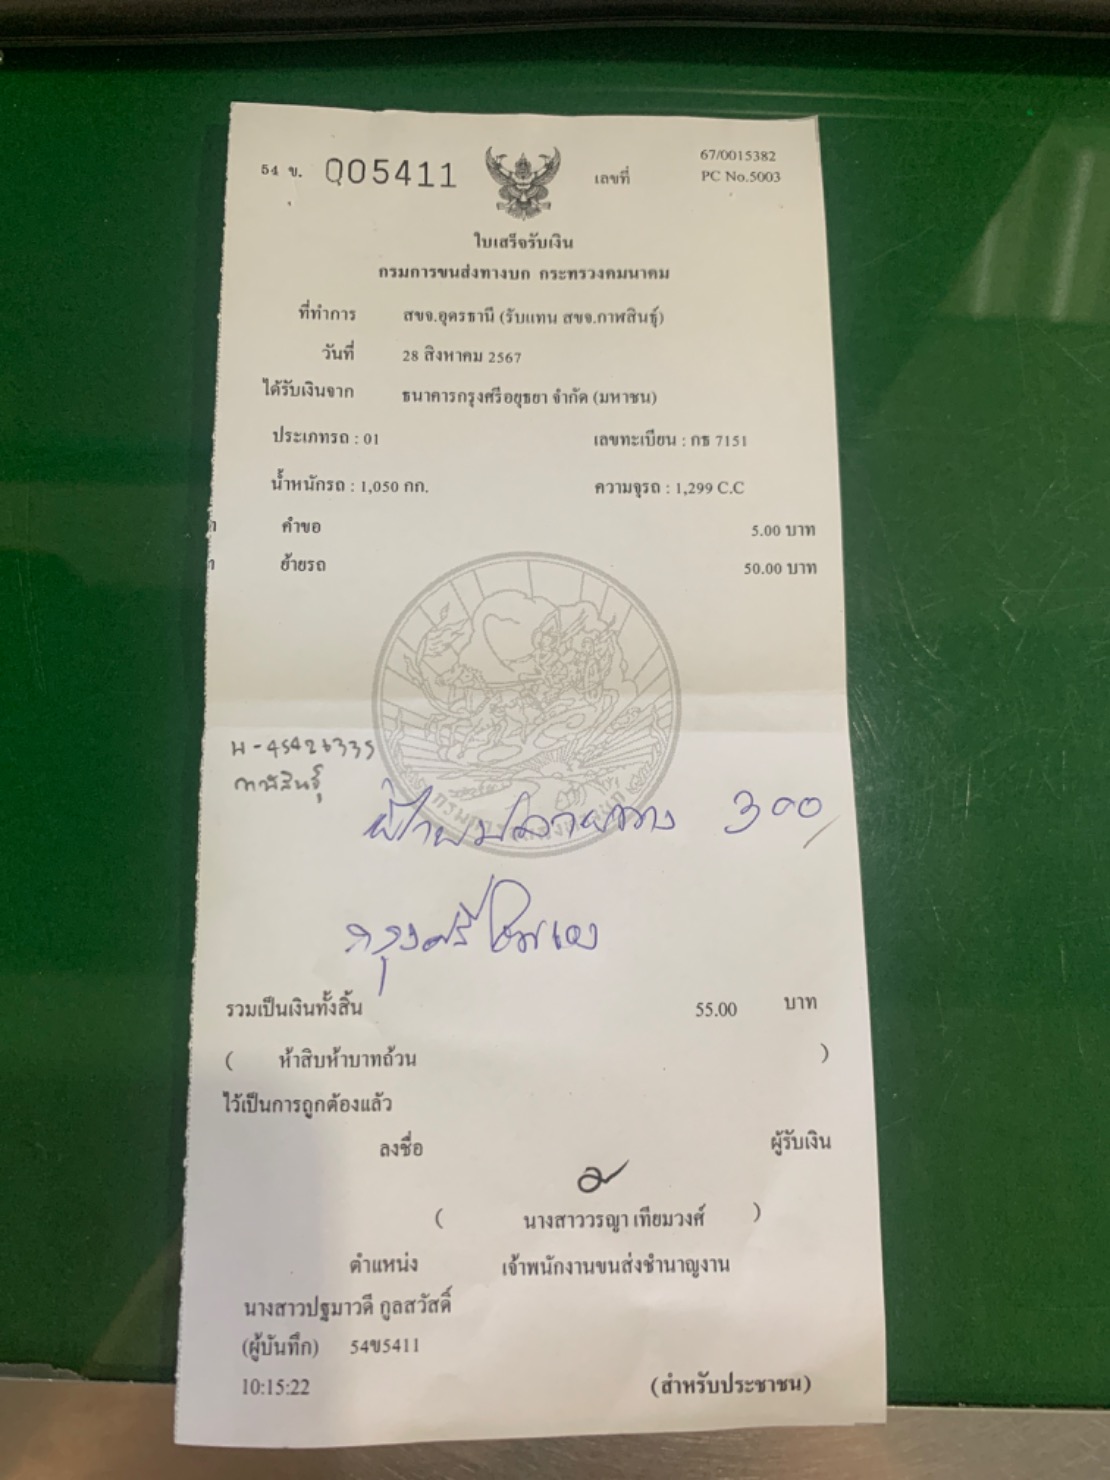 54 ข. 005411 เลขที่ 67/0015382
PC No.5003
ใบเสร็จรับเงิน
กรมการขนส่งทางบก กระทรวงคมนาคม
ที่ทำการ สขจ.อุดรธานี (รับแทน สขจ.กาฬสินธุ์)
วันที่ 28 สิงหาคม 2567
ได้รับเงินจาก ธนาคารกรุงศรีอยุธยา จำกัด (มหาชน)
ประเภทรถ : 01 เลขทะเบียน : กธ 7151
น้ำหนักรถ : 1,050 กก. ความจุรถ : 1,299 C.C
คำขอ 5.00 บาท
ย้ายรถ 50.00 บาท
กาฬสินธุ์
300
กรุงศรี
รวมเป็นเงินทั้งสิ้น 55.00 บาท
( ห้าสิบห้าบาทถ้วน )
ไว้เป็นการถูกต้องแล้ว
ลงชื่อ ผู้รับเงิน
( นางสาววรญา เทียมวงศ์ )
ตำแหน่ง เจ้าพนักงานขนส่งชำนาญงาน
นางสาวปฐมาวดี กูลสวัสดิ์
(ผู้บันทึก) 54ข5411
10:15:22 (สำหรับประชาชน)